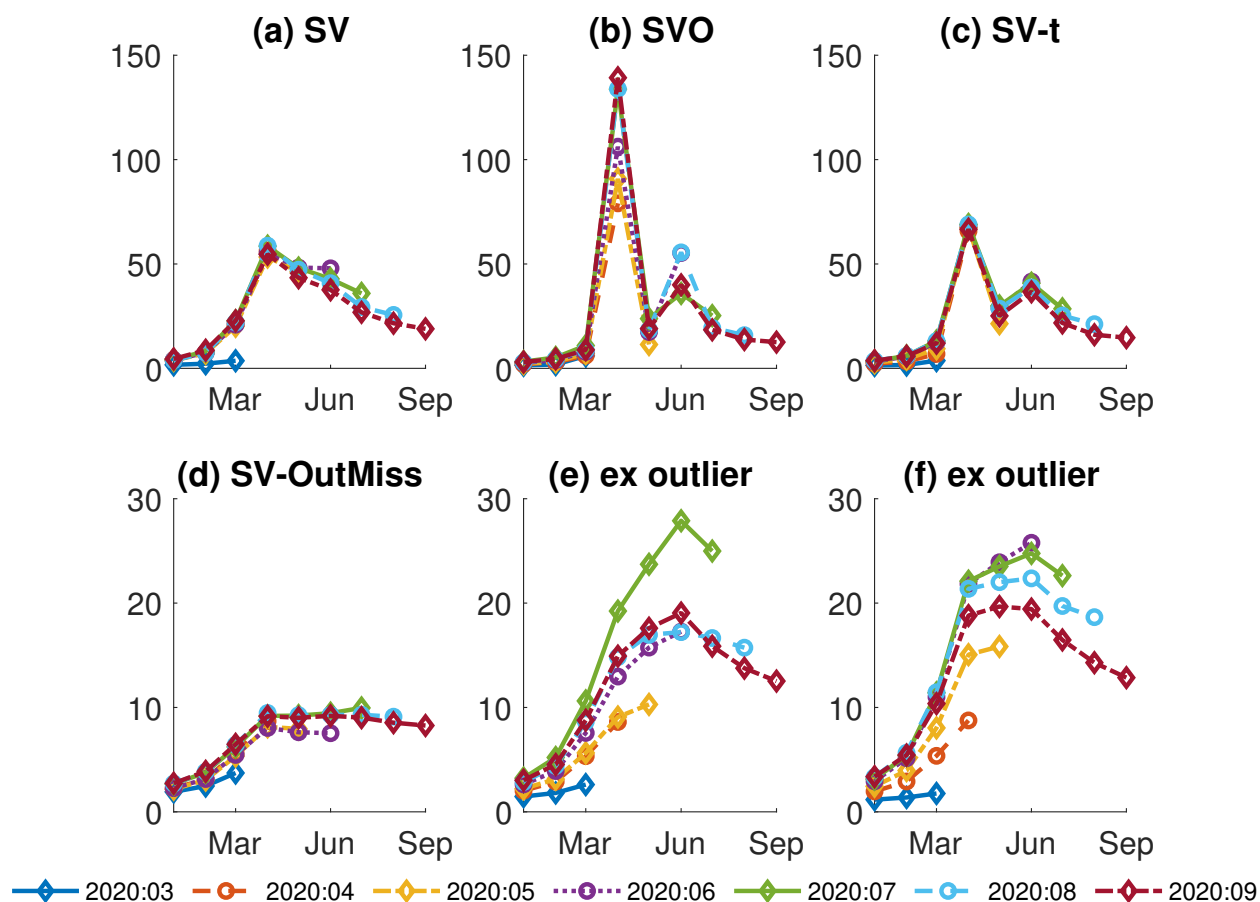 (a) SV (b) SVO (c) SV-t
150 150 150
100 100 100
50 50 50
0 0 0
Mar Jun Sep Mar Jun Sep Mar Jun Sep
(d) SV-OutMiss (e) ex outlier (f) ex outlier
30 30 30
20 20 20
10 10 10
0 0 0
Mar Jun Sep Mar Jun Sep Mar Jun Sep
2020:03 2020:04 2020:05 2020:06 2020:07 2020:08 2020:09